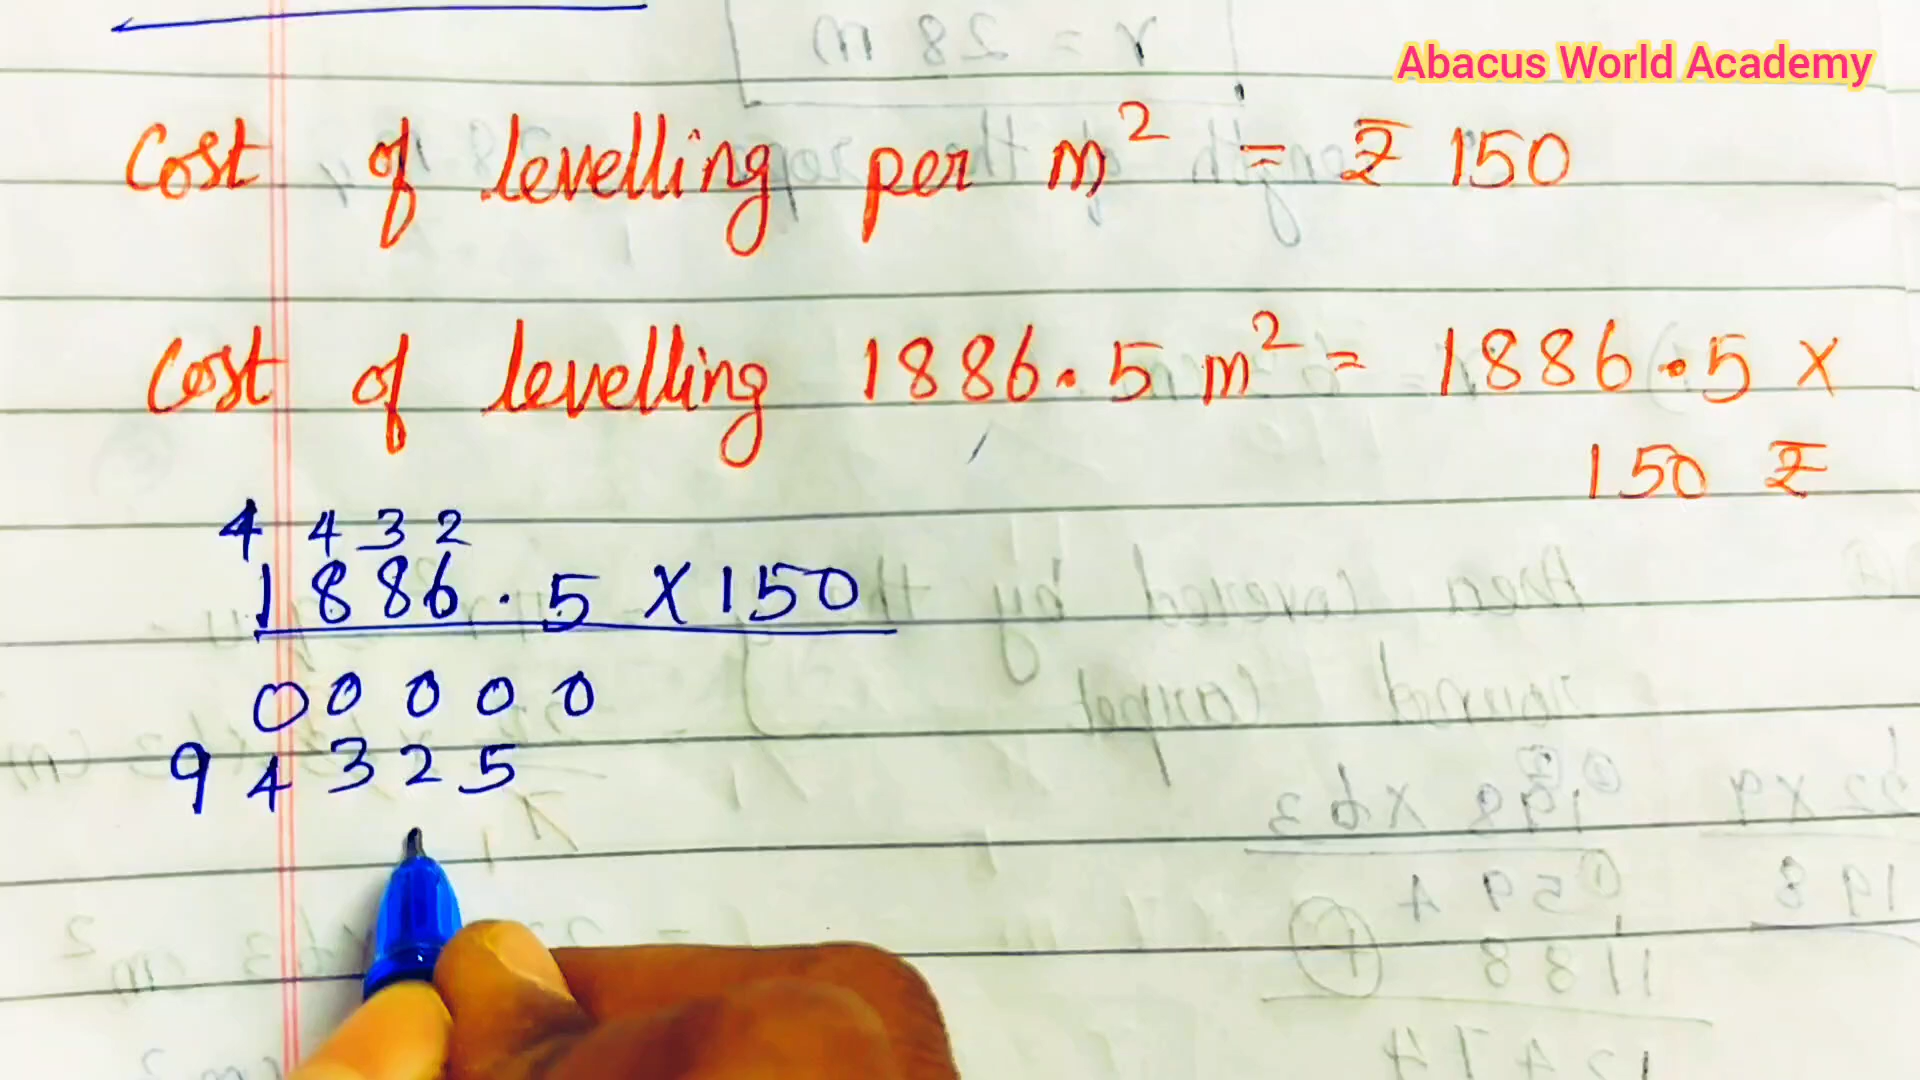 Abacus World Academy
Cost of levelling per m² = ₹ 150
Cost of levelling 1886.5 m² = 1886.5 ×
150 ₹
4 4 3 2
1886.5 × 150
0 0 0 0 0
9 4 3 2 5